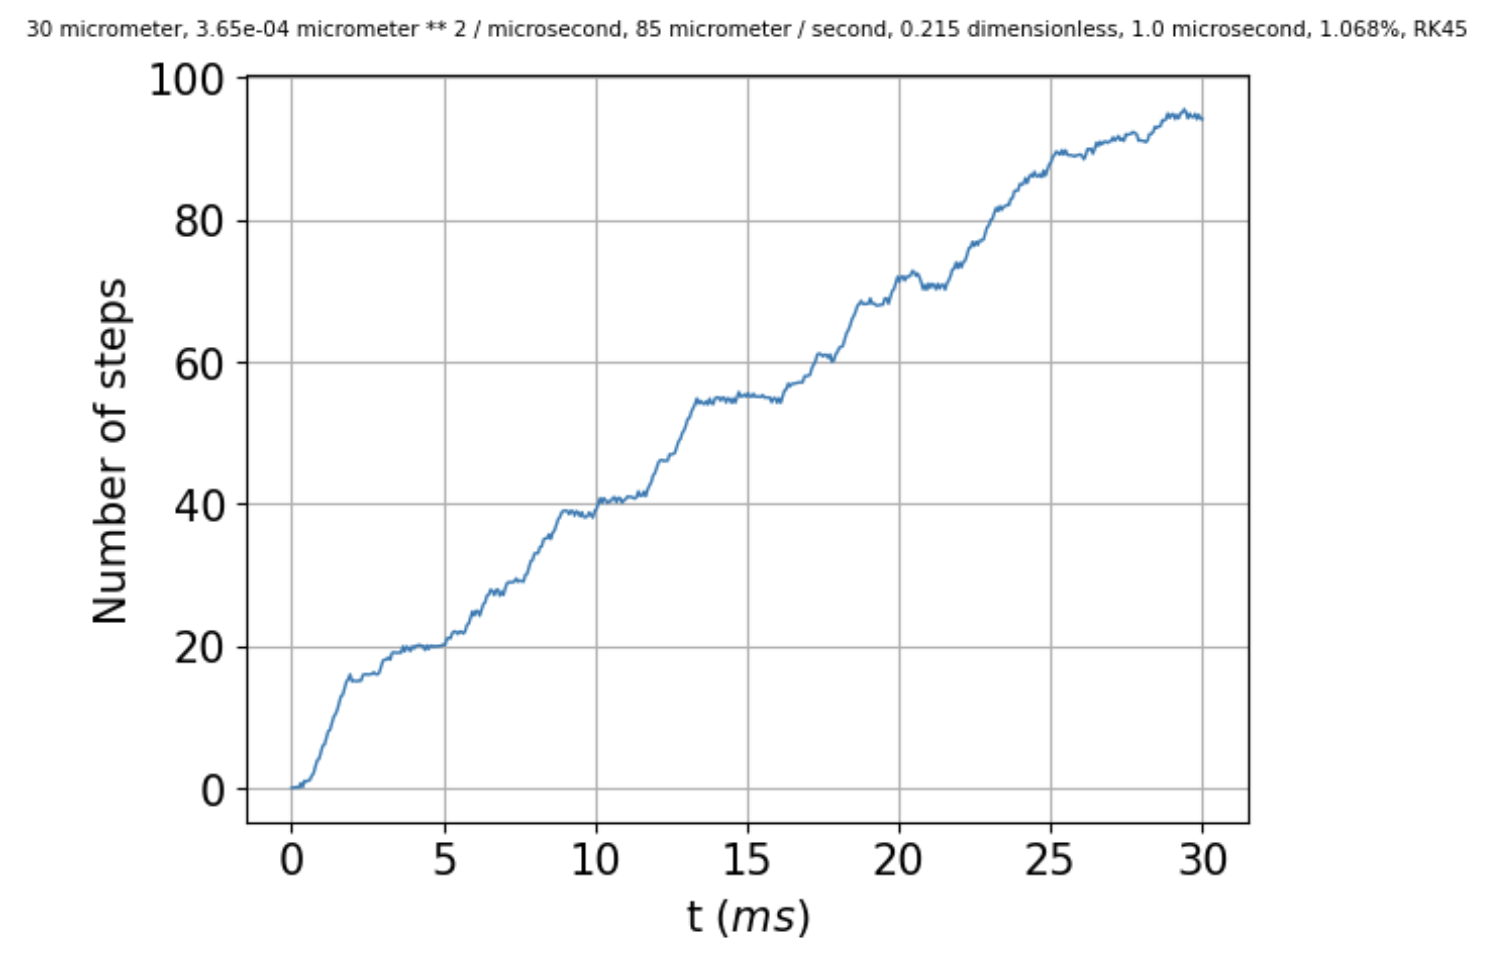 30 micrometer, 3.65e-04 micrometer ** 2 / microsecond, 85 micrometer / second, 0.215 dimensionless, 1.0 microsecond, 1.068%, RK45
100
80
60
40
20
0
Number of steps
0 5 10 15 20 25 30
t (ms)